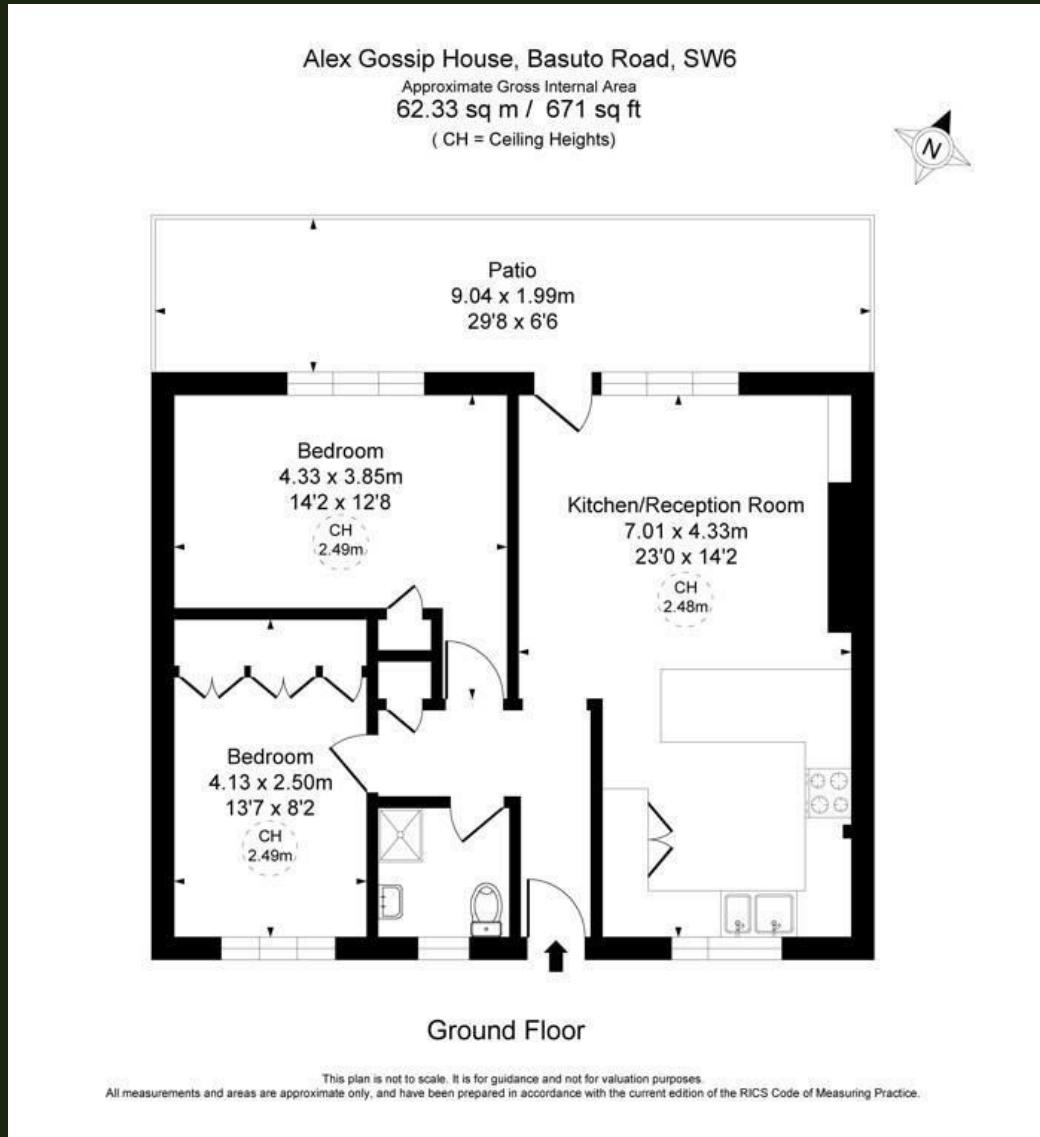 Alex Gossip House, Basuto Road, SW6
Approximate Gross Internal Area
62.33 sq m / 671 sq ft
( CH = Ceiling Heights)
N
Patio
9.04 x 1.99m
29'8 x 6'6
Bedroom
4.33 x 3.85m
14'2 x 12'8
CH
2.49m
Kitchen/Reception Room
7.01 x 4.33m
23'0 x 14'2
CH
2.48m
Bedroom
4.13 x 2.50m
13'7 x 8'2
CH
2.49m
Ground Floor
This plan is not to scale. It is for guidance and not for valuation purposes.
All measurements and areas are approximate only, and have been prepared in accordance with the current edition of the RICS Code of Measuring Practice.